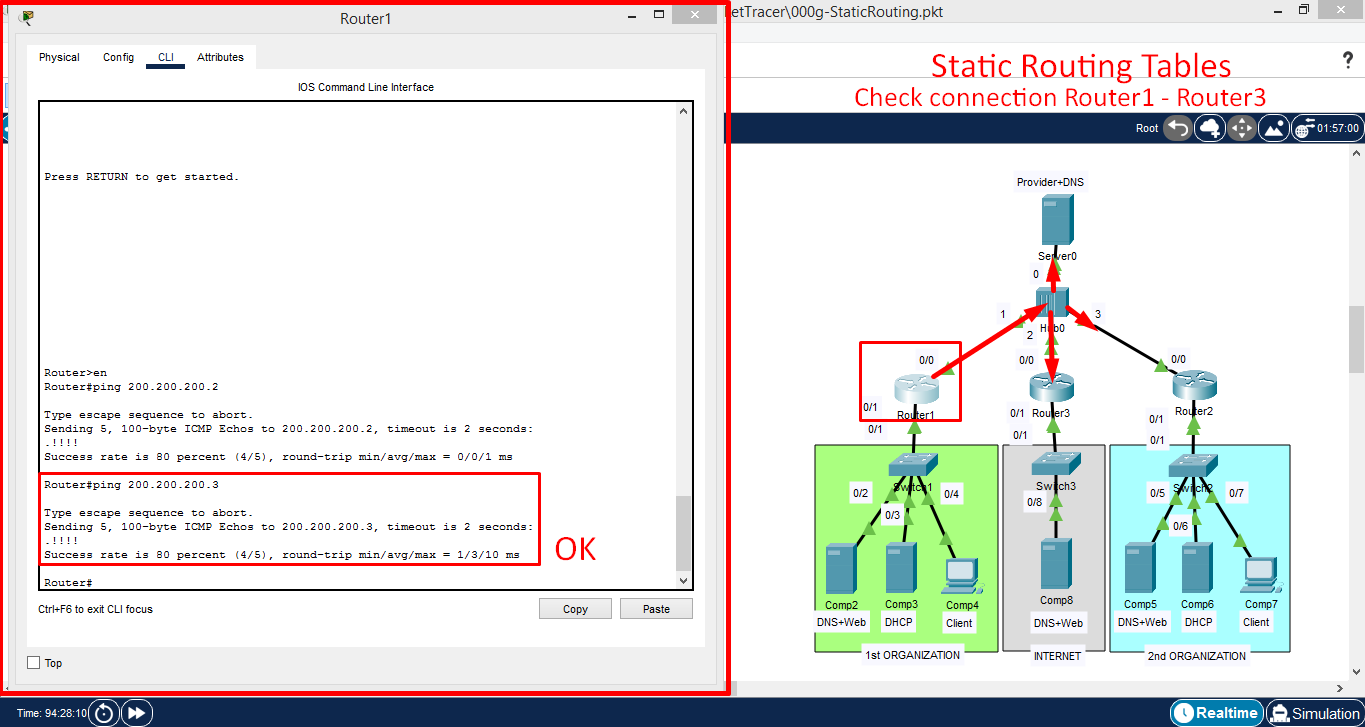 Router1
etTracer\000g-StaticRouting.pkt
Physical Config CLI Attributes
IOS Command Line Interface
Static Routing Tables
Check connection Router1 - Router3
?
Root
01:57:00
Press RETURN to get started.
Router>en
Router#ping 200.200.200.2
Type escape sequence to abort.
Sending 5, 100-byte ICMP Echos to 200.200.200.2, timeout is 2 seconds:
.!!!!
Success rate is 80 percent (4/5), round-trip min/avg/max = 0/0/1 ms
Router#ping 200.200.200.3
Type escape sequence to abort.
Sending 5, 100-byte ICMP Echos to 200.200.200.3, timeout is 2 seconds:
.!!!!
Success rate is 80 percent (4/5), round-trip min/avg/max = 1/3/10 ms
OK
Router#
Ctrl+F6 to exit CLI focus
Copy
Paste
Top
Provider+DNS
Server0
0
1
3
Hub0
2
0/0
0/0
0/0
0/1
Router1
0/1
0/1
Router3
0/1
Router2
0/1
0/1
Switch1
0/2
0/4
0/3
Switch3
0/8
Switch2
0/5
0/7
0/6
Comp2
Comp3
Comp4
DNS+Web
DHCP
Client
Comp8
DNS+Web
Comp5
Comp6
Comp7
DNS+Web
DHCP
Client
1st ORGANIZATION
INTERNET
2nd ORGANIZATION
Time: 94:28:10
Realtime
Simulation